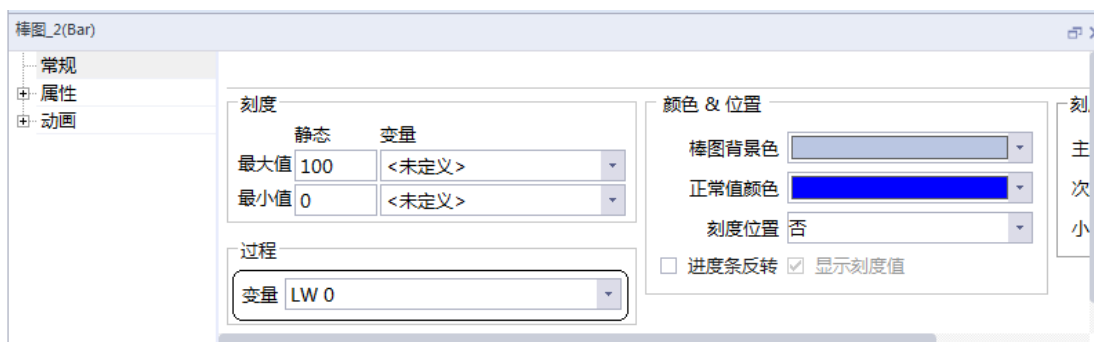 棒图_2(Bar)
常规
属性
动画
刻度
静态 变量
最大值 100 <未定义>
最小值 0 <未定义>
过程
变量 LW 0
颜色 & 位置
棒图背景色
正常值颜色
刻度位置 否
进度条反转 显示刻度值
刻
主
次
小